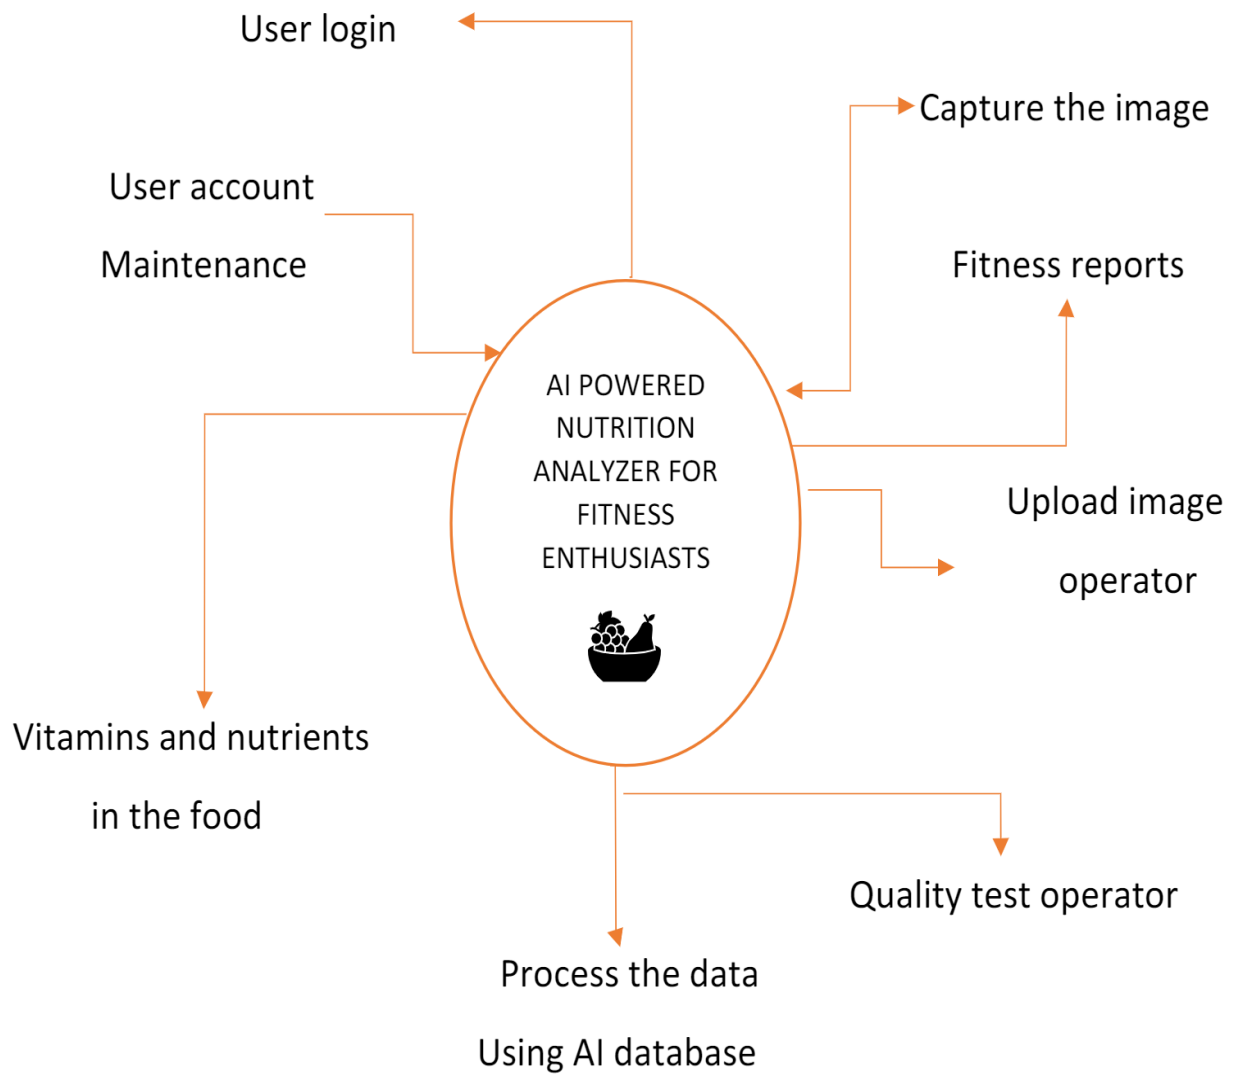 User login
Capture the image
User account
Maintenance
Fitness reports
AI POWERED
NUTRITION
ANALYZER FOR
FITNESS
ENTHUSIASTS
Upload image
operator
Vitamins and nutrients
in the food
Quality test operator
Process the data
Using AI database